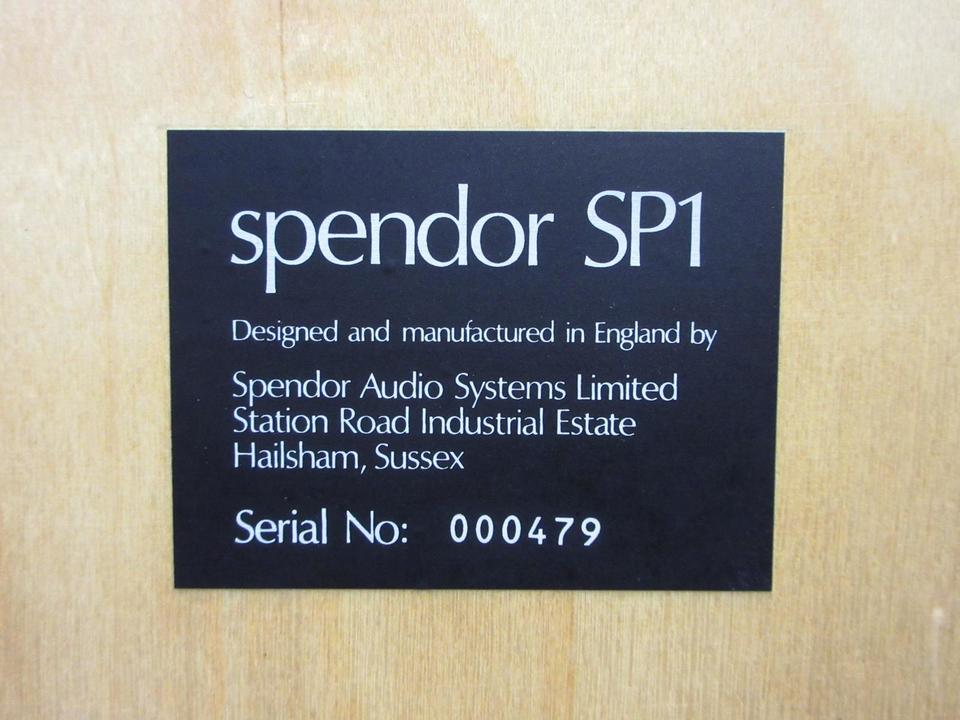 spendor SP1
Designed and manufactured in England by
Spendor Audio Systems Limited
Station Road Industrial Estate
Hailsham, Sussex
Serial No: 000479